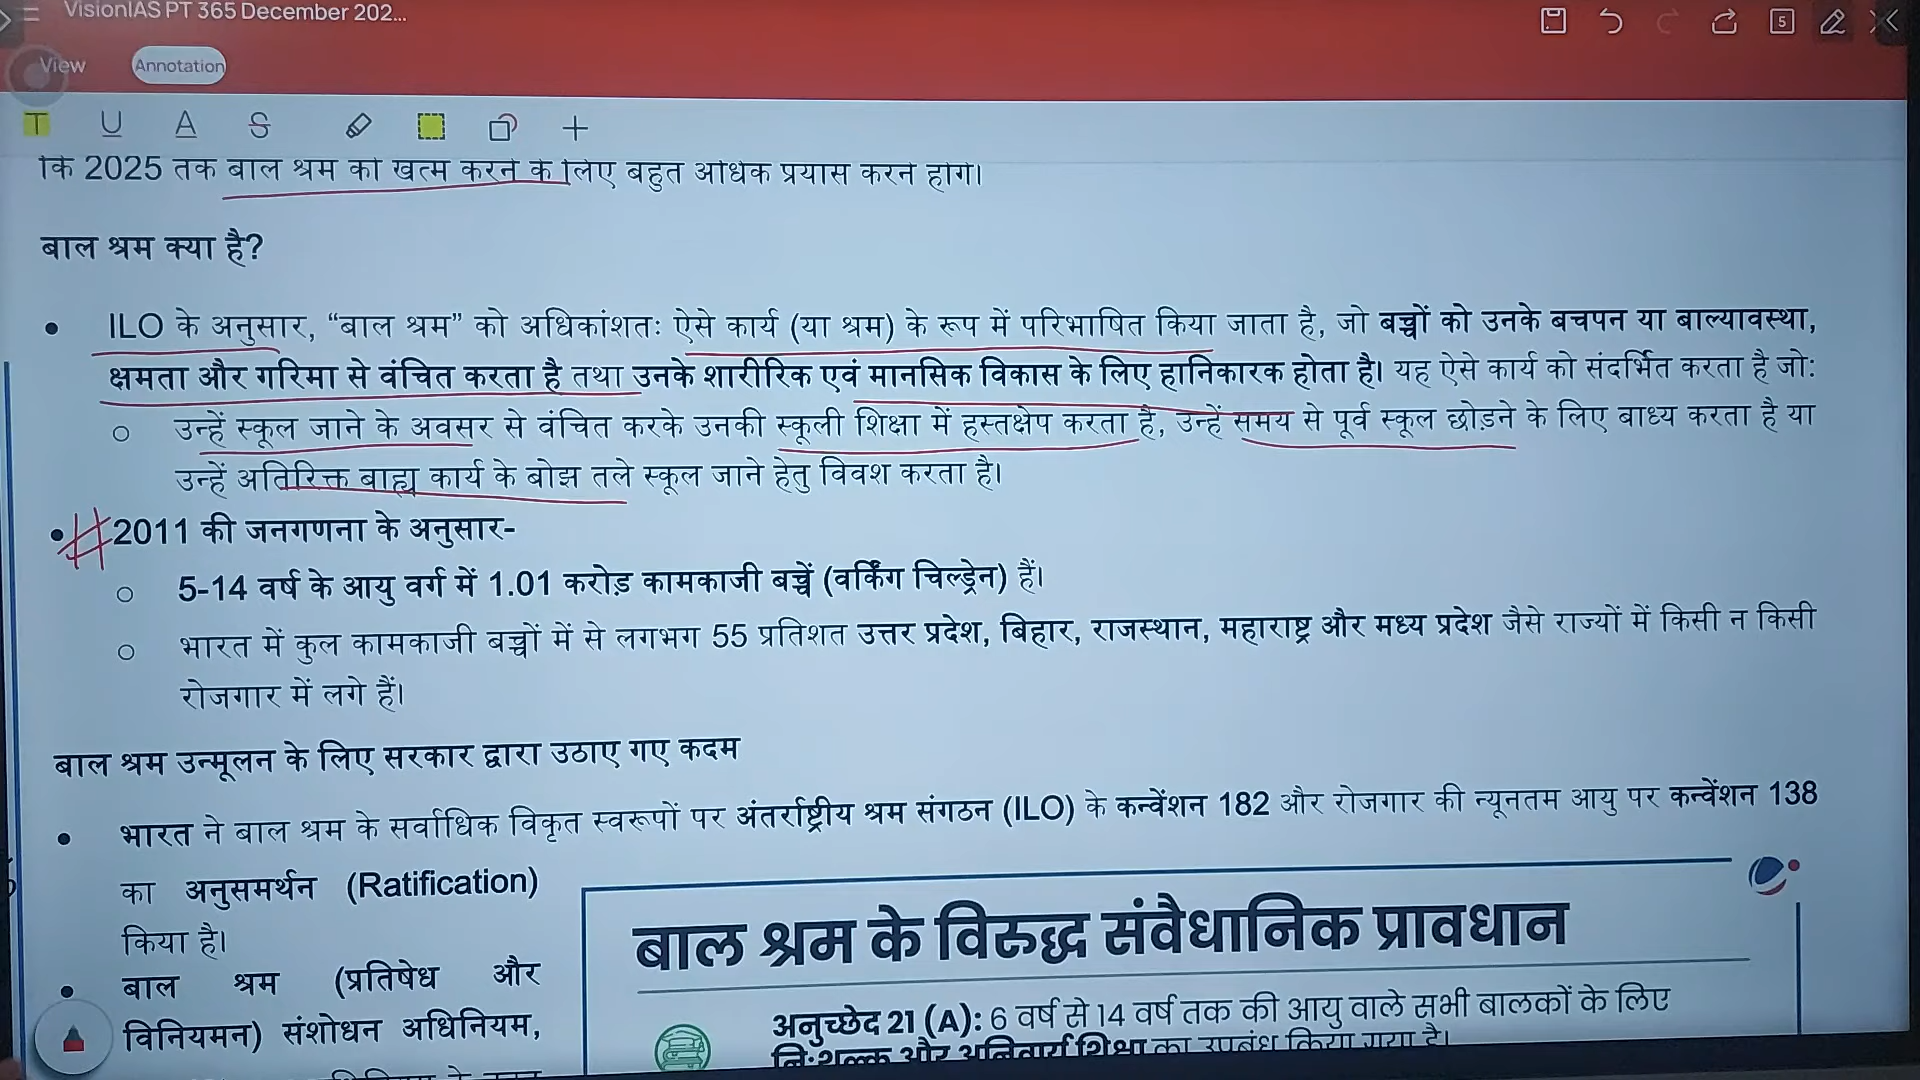 VisionIAS PT 365 December 202...
View
Annotation
कि 2025 तक बाल श्रम को खत्म करने के लिए बहुत अधिक प्रयास करने होंगे।
बाल श्रम क्या है?
ILO के अनुसार, “बाल श्रम” को अधिकांशतः ऐसे कार्य (या श्रम) के रूप में परिभाषित किया जाता है, जो बच्चों को उनके बचपन या बाल्यावस्था,
क्षमता और गरिमा से वंचित करता है तथा उनके शारीरिक एवं मानसिक विकास के लिए हानिकारक होता है। यह ऐसे कार्य को संदर्भित करता है जो:
उन्हें स्कूल जाने के अवसर से वंचित करके उनकी स्कूली शिक्षा में हस्तक्षेप करता है, उन्हें समय से पूर्व स्कूल छोड़ने के लिए बाध्य करता है या
उन्हें अतिरिक्त बाह्य कार्य के बोझ तले स्कूल जाने हेतु विवश करता है।
# 2011 की जनगणना के अनुसार-
5-14 वर्ष के आयु वर्ग में 1.01 करोड़ कामकाजी बच्चें (वर्किंग चिल्ड्रेन) हैं।
भारत में कुल कामकाजी बच्चों में से लगभग 55 प्रतिशत उत्तर प्रदेश, बिहार, राजस्थान, महाराष्ट्र और मध्य प्रदेश जैसे राज्यों में किसी न किसी
रोजगार में लगे हैं।
बाल श्रम उन्मूलन के लिए सरकार द्वारा उठाए गए कदम
भारत ने बाल श्रम के सर्वाधिक विकृत स्वरूपों पर अंतर्राष्ट्रीय श्रम संगठन (ILO) के कन्वेंशन 182 और रोजगार की न्यूनतम आयु पर कन्वेंशन 138
का अनुसमर्थन (Ratification)
किया है।
बाल श्रम (प्रतिषेध और
विनियमन) संशोधन अधिनियम,
बाल श्रम के विरुद्ध संवैधानिक प्रावधान
अनुच्छेद 21 (A): 6 वर्ष से 14 वर्ष तक की आयु वाले सभी बालकों के लिए
निःशुल्क और अनिवार्य शिक्षा का उपबंध किया गया है।